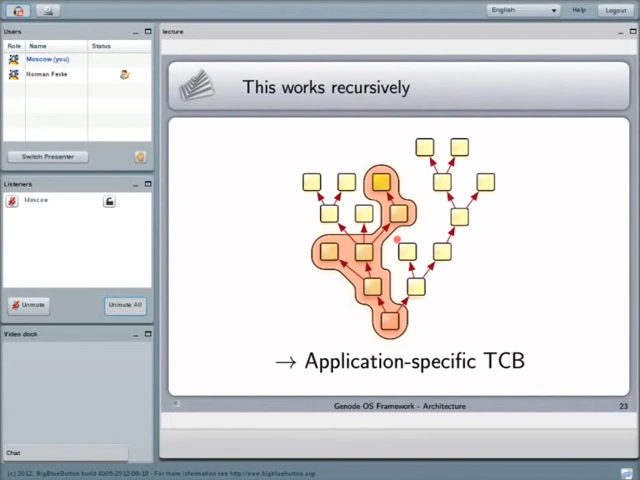 English
Help
Logout
Users
Role Name Status
Moscow (you)
Norman Feske
Switch Presenter
Listeners
Moscow
Unmute
Unmute All
Video dock
Chat
lecture
This works recursively
→ Application-specific TCB
Genode OS Framework - Architecture
23
(c) 2012, BigBlueButton build 4005-2012-06-18 - For more information see http://www.bigbluebutton.org/